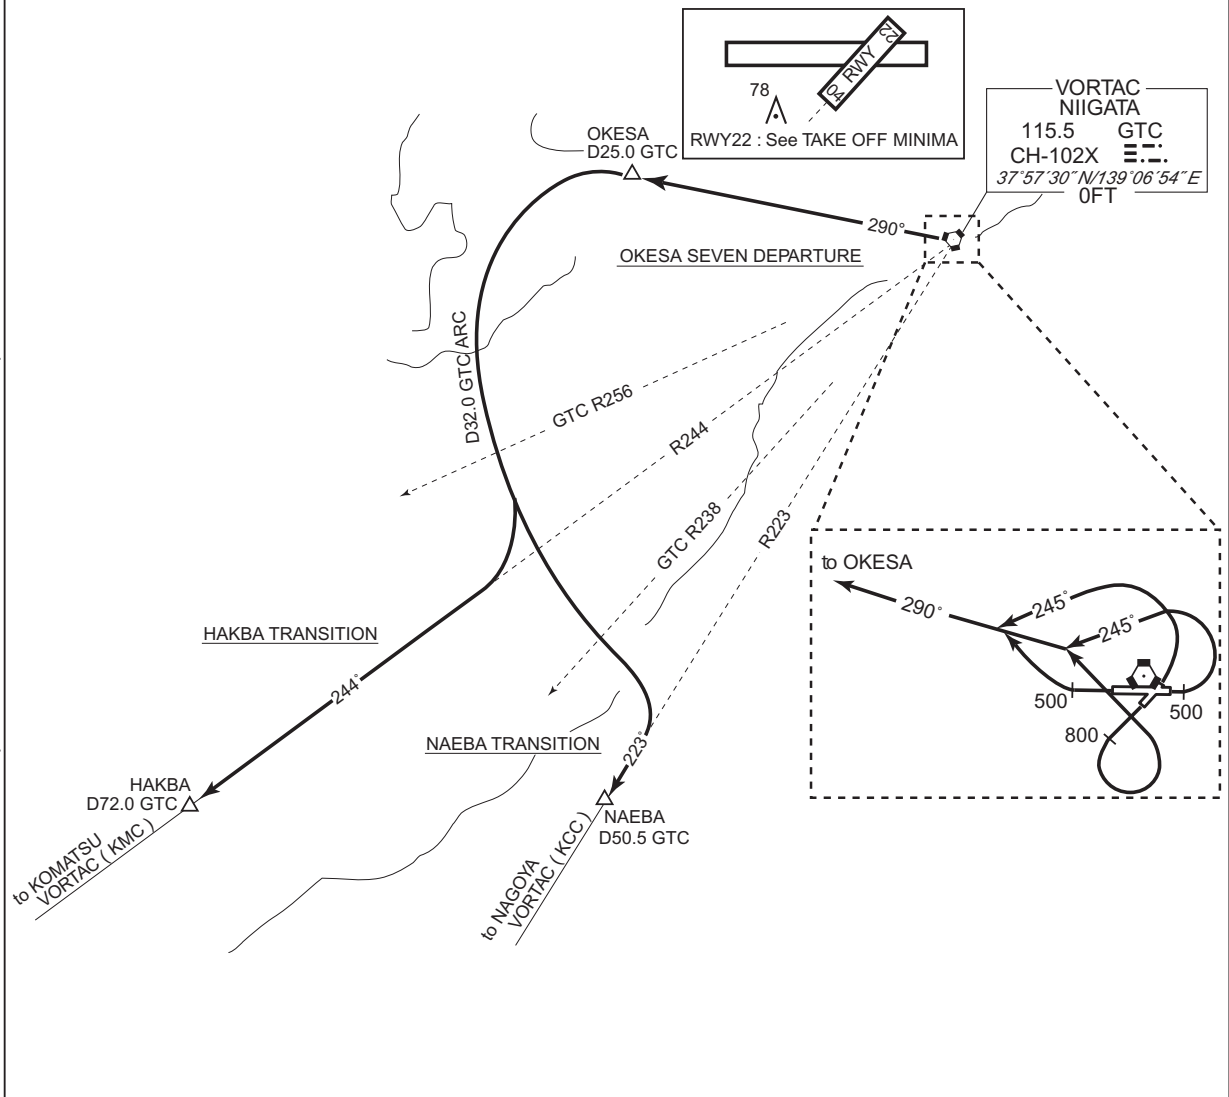 22
RWY
04
78
RWY22 : See TAKE OFF MINIMA
VORTAC
NIIGATA
115.5 GTC
CH-102X
37°57′30″N/139°06′54″E
0FT
OKESA
D25.0 GTC
290°
OKESA SEVEN DEPARTURE
D32.0 GTC ARC
GTC R256
R244
GTC R238
R223
to OKESA
290°
245°
245°
500
500
800
HAKBA TRANSITION
244°
NAEBA TRANSITION
223°
HAKBA
D72.0 GTC
NAEBA
D50.5 GTC
to KOMATSU
VORTAC ( KMC )
to NAGOYA
VORTAC ( KCC )